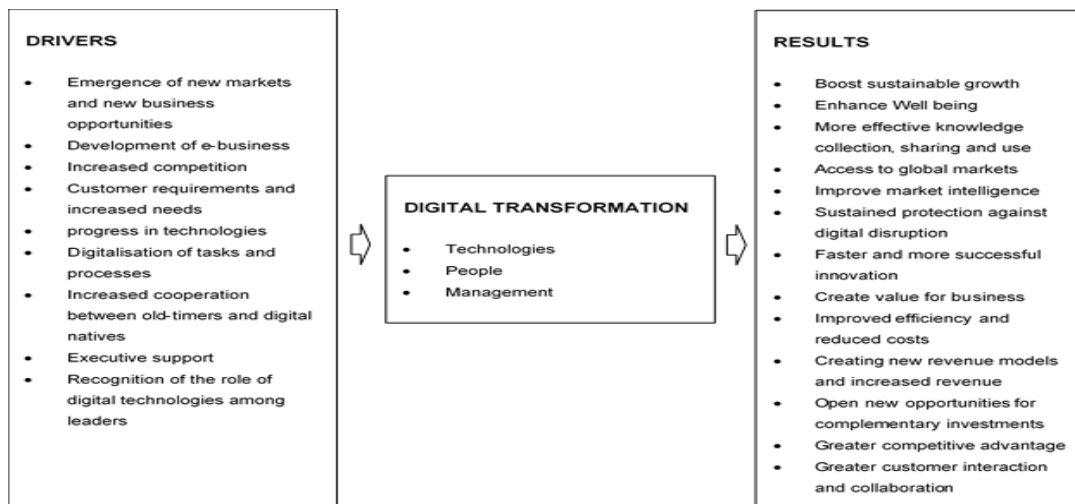 DRIVERS
• Emergence of new markets
and new business
opportunities
• Development of e-business
• Increased competition
• Customer requirements and
increased needs
• progress in technologies
• Digitalisation of tasks and
processes
• Increased cooperation
between old-timers and digital
natives
• Executive support
• Recognition of the role of
digital technologies among
leaders
DIGITAL TRANSFORMATION
• Technologies
• People
• Management
RESULTS
• Boost sustainable growth
• Enhance Well being
• More effective knowledge
collection, sharing and use
• Access to global markets
• Improve market intelligence
• Sustained protection against
digital disruption
• Faster and more successful
innovation
• Create value for business
• Improved efficiency and
reduced costs
• Creating new revenue models
and increased revenue
• Open new opportunities for
complementary investments
• Greater competitive advantage
• Greater customer interaction
and collaboration